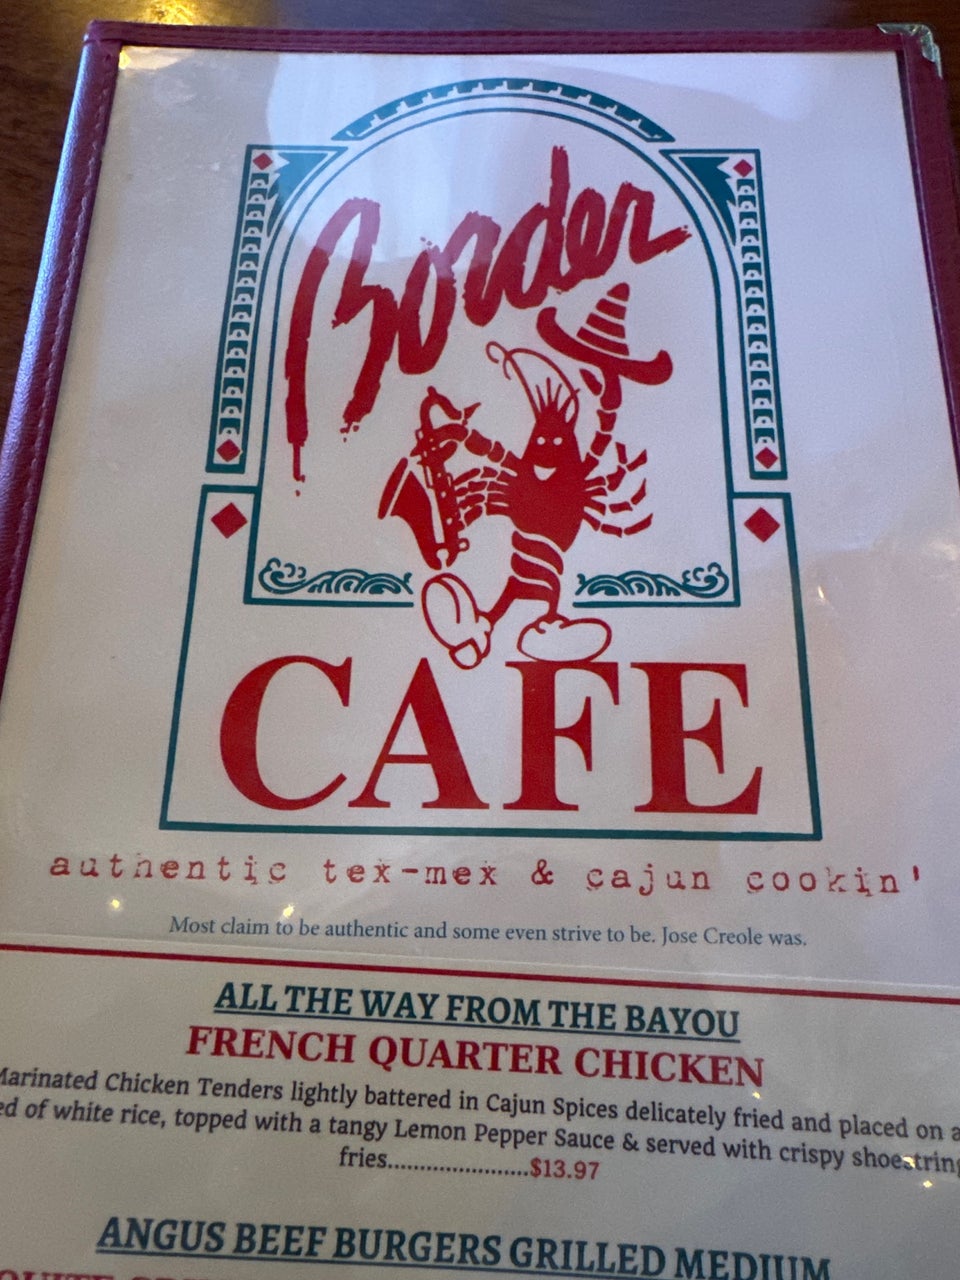 Border
CAFE
authentic tex-mex & cajun cookin'
Most claim to be authentic and some even strive to be. Jose Creole was.
ALL THE WAY FROM THE BAYOU
FRENCH QUARTER CHICKEN
Marinated Chicken Tenders lightly battered in Cajun Spices delicately fried and placed on a
ed of white rice, topped with a tangy Lemon Pepper Sauce & served with crispy shoestring
fries......................$13.97
ANGUS BEEF BURGERS GRILLED MEDIUM